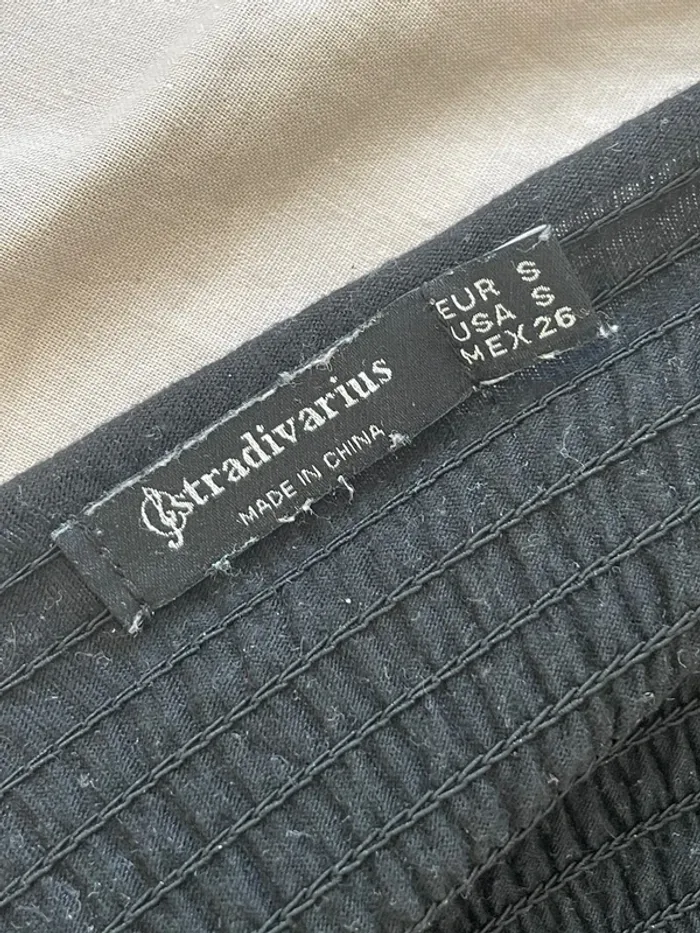 stradivarius
MADE IN CHINA
EUR S
USA S
MEX 26